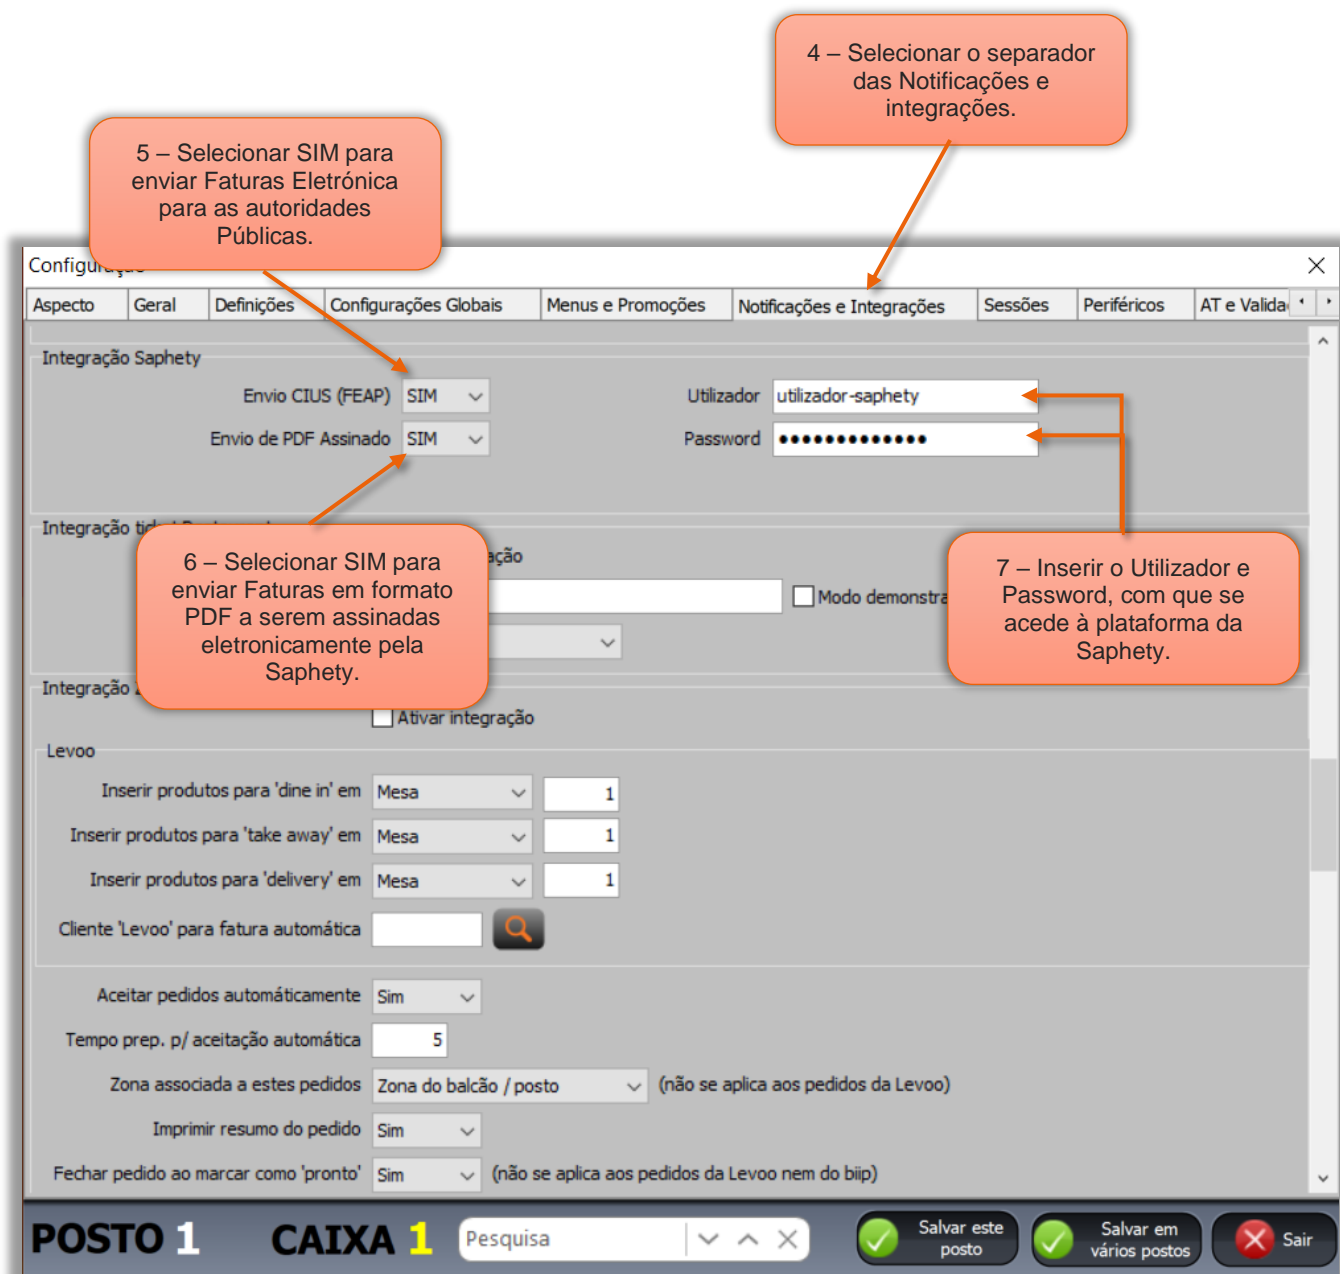 4 – Selecionar o separador
das Notificações e
integrações.
5 – Selecionar SIM para
enviar Faturas Eletrónica
para as autoridades
Públicas.
Aspecto Geral Definições Configurações Globais Menus e Promoções Notificações e Integrações Sessões Periféricos AT e Valida
Integração Saphety
Envio CIUS (FEAP) SIM Utilizador utilizador-saphety
Envio de PDF Assinado SIM Password •••••••••••••
Integração
6 – Selecionar SIM para
enviar Faturas em formato
PDF a serem assinadas
eletronicamente pela
Saphety.
Modo demonstra
7 – Inserir o Utilizador e
Password, com que se
acede à plataforma da
Saphety.
Integração
Ativar integração
Levoo
Inserir produtos para 'dine in' em Mesa 1
Inserir produtos para 'take away' em Mesa 1
Inserir produtos para 'delivery' em Mesa 1
Cliente 'Levoo' para fatura automática
Aceitar pedidos automáticamente Sim
Tempo prep. p/ aceitação automática 5
Zona associada a estes pedidos Zona do balcão / posto (não se aplica aos pedidos da Levoo)
Imprimir resumo do pedido Sim
Fechar pedido ao marcar como 'pronto' Sim (não se aplica aos pedidos da Levoo nem do biip)
POSTO 1 CAIXA 1 Pesquisa Salvar este posto Salvar em vários postos Sair